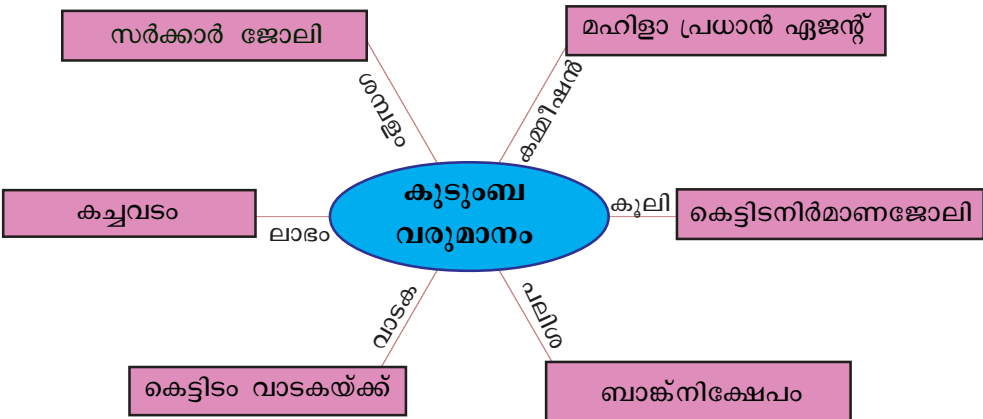 സർക്കാർ ജോലി
മഹിളാ പ്രധാൻ ഏജന്റ്
ശമ്പളം
കമ്മീഷൻ
കച്ചവടം
ലാഭം
കുടുംബ
വരുമാനം
കൂലി
കെട്ടിടനിർമാണജോലി
വാടക
പലിശ
കെട്ടിടം വാടകയ്ക്ക്
ബാങ്ക്നിക്ഷേപം